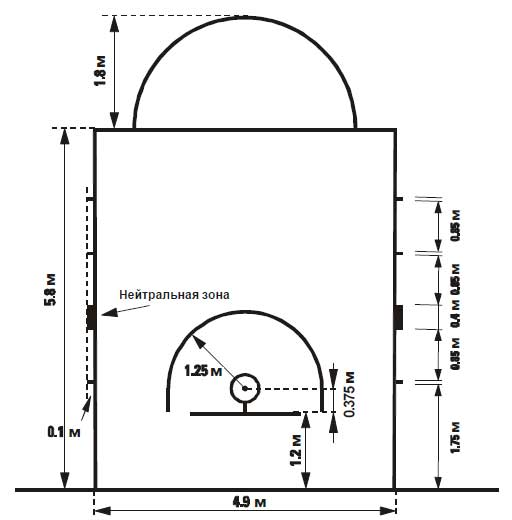 1.8 м
0.85 м
5.8 м
0.85 м
Нейтральная зона
0.4 м
0.85 м
1.25 м
0.375 м
0.1 м
1.2 м
1.75 м
4.9 м